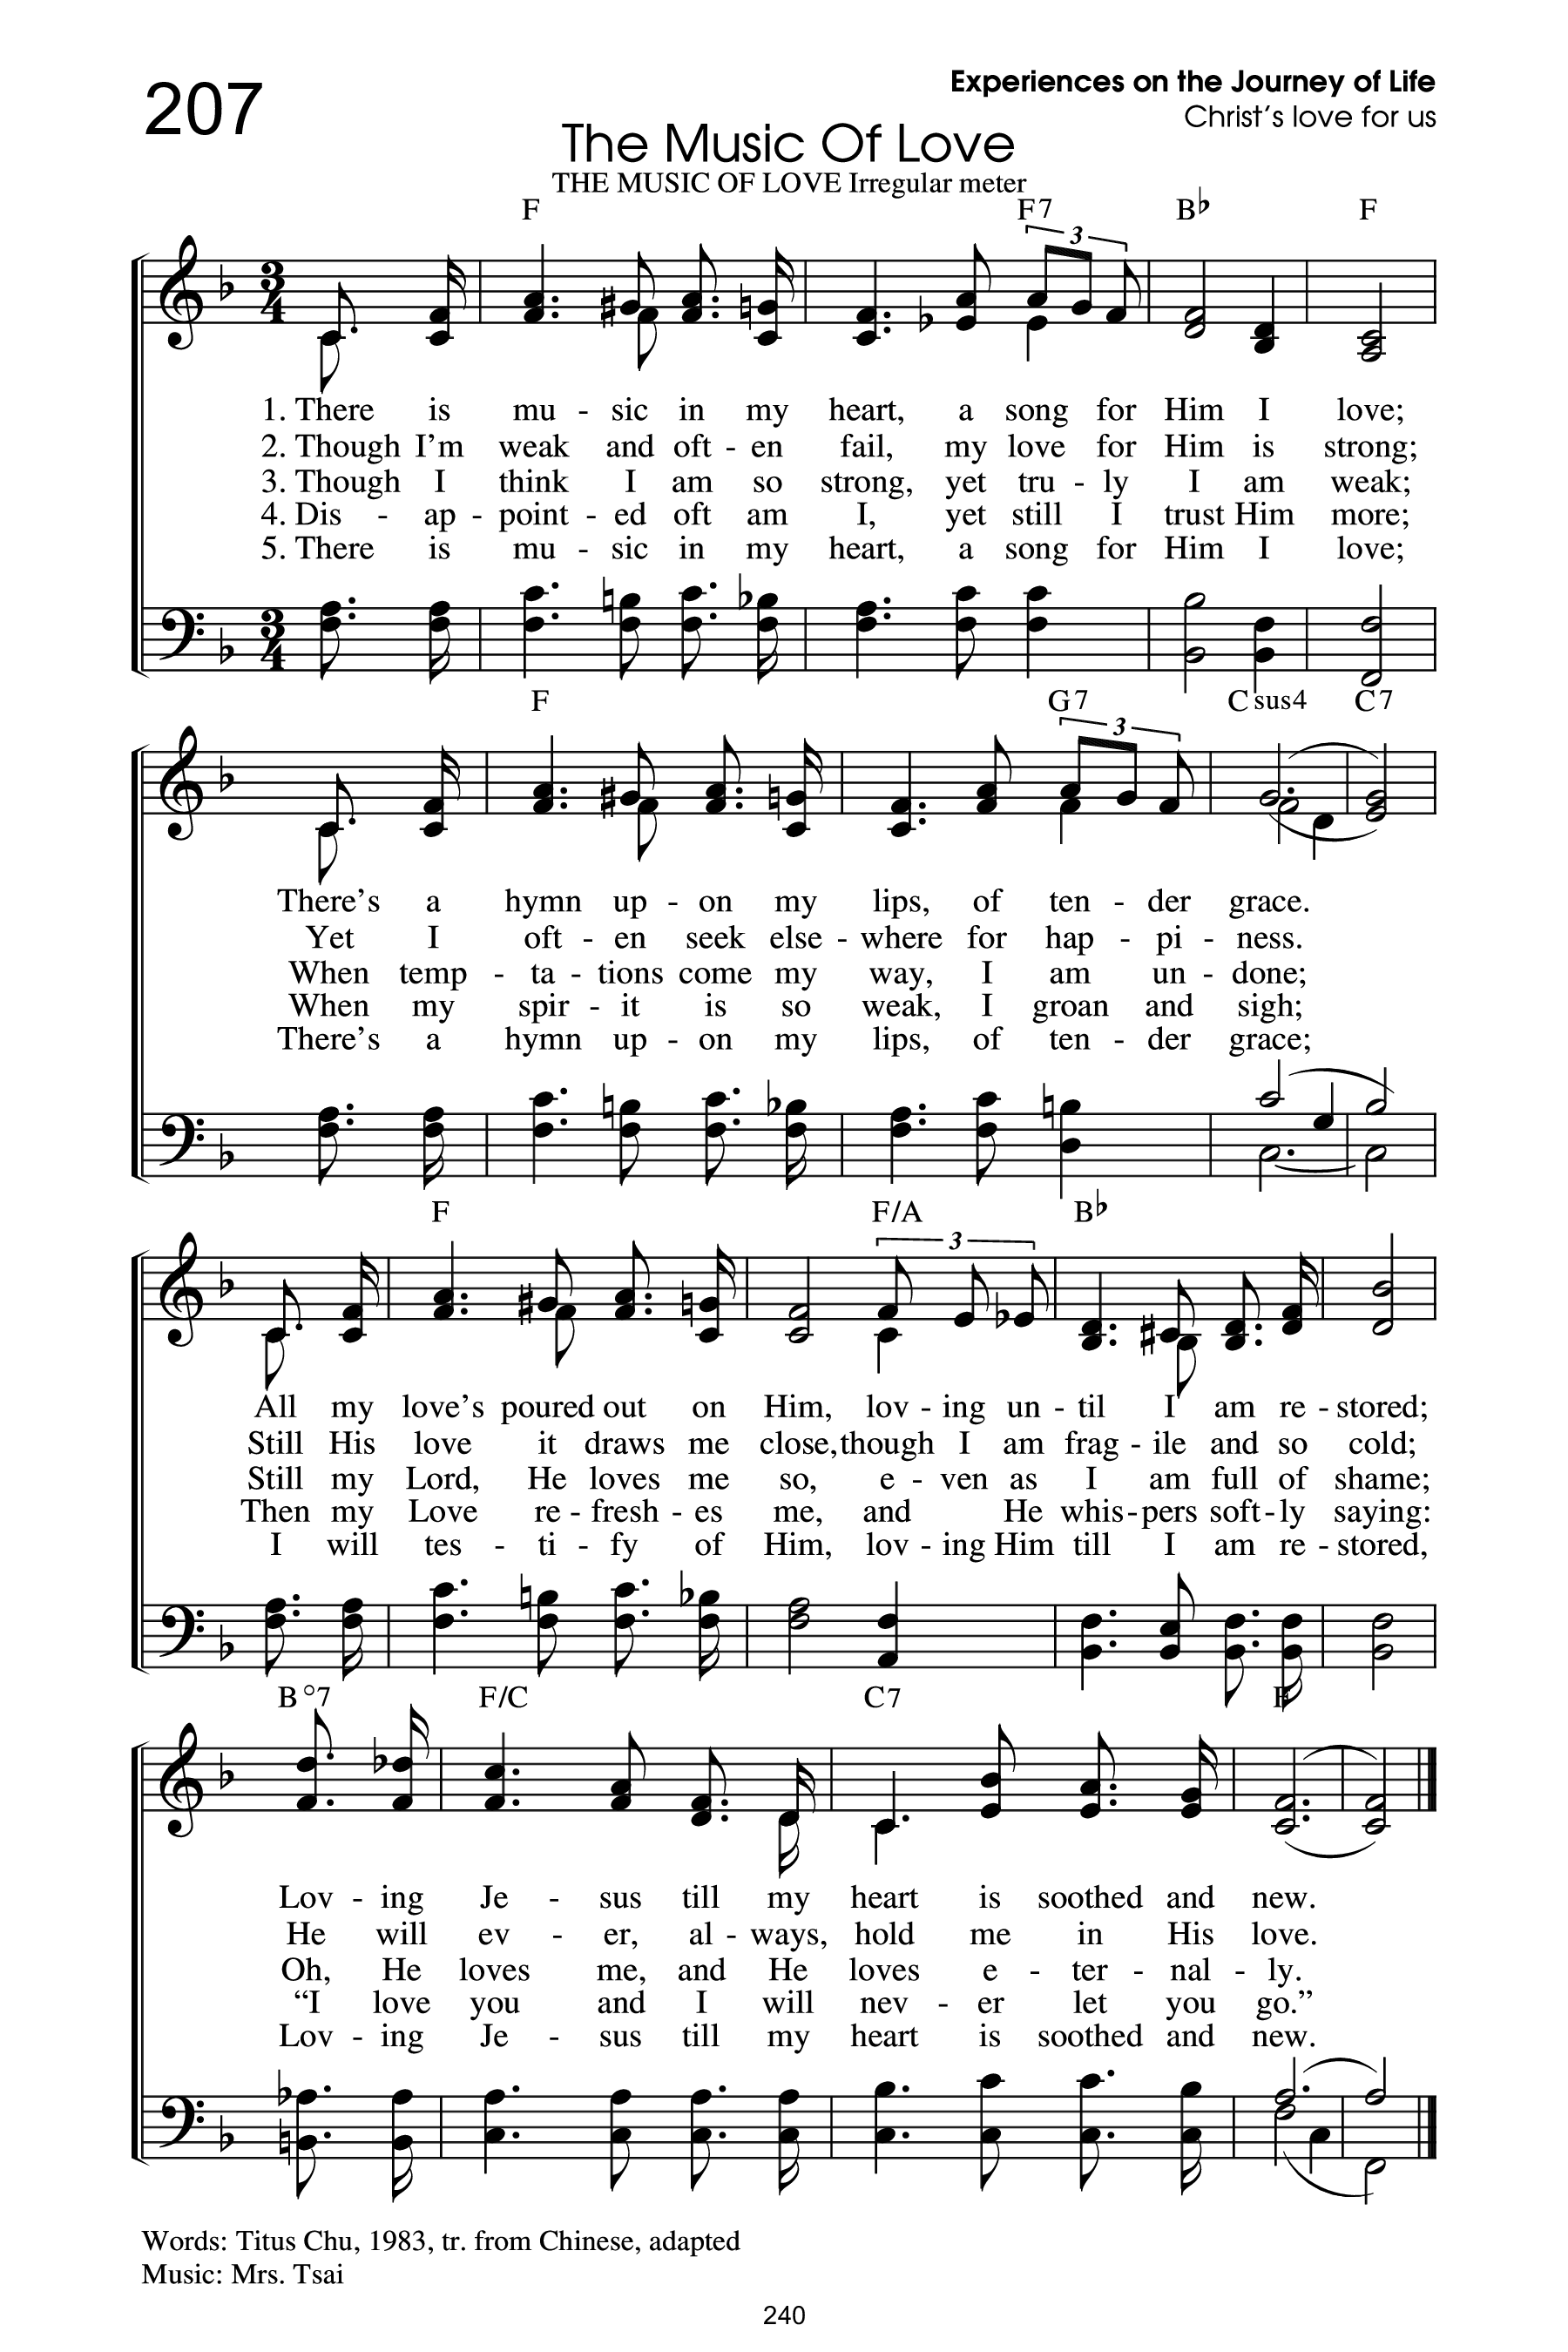 207
Experiences on the Journey of Life
Christ's love for us
The Music Of Love
THE MUSIC OF LOVE Irregular meter
F F7 B♭ F
3
1. There is mu - sic in my heart, a song for Him I love;
2. Though I'm weak and oft - en fail, my love for Him is strong;
3. Though I think I am so strong, yet tru - ly I am weak;
4. Dis - ap - point - ed oft am I, yet still I trust Him more;
5. There is mu - sic in my heart, a song for Him I love;
F G7 C sus4 C7
3
There's a hymn up - on my lips, of ten - der grace.
Yet I oft - en seek else - where for hap - pi - ness.
When temp - ta - tions come my way, I am un - done;
When my spir - it is so weak, I groan and sigh;
There's a hymn up - on my lips, of ten - der grace;
F F/A B♭
3
All my love's poured out on Him, lov - ing un - til I am re - stored;
Still His love it draws me close, though I am frag - ile and so cold;
Still my Lord, He loves me so, e - ven as I am full of shame;
Then my Love re - fresh - es me, and He whis - pers soft - ly saying:
I will tes - ti - fy of Him, lov - ing Him till I am re - stored,
B°7 F/C C7 F
Lov - ing Je - sus till my heart is soothed and new.
He will ev - er, al - ways, hold me in His love.
Oh, He loves me, and He loves e - ter - nal - ly.
“I love you and I will nev - er let you go.”
Lov - ing Je - sus till my heart is soothed and new.
Words: Titus Chu, 1983, tr. from Chinese, adapted
Music: Mrs. Tsai
240